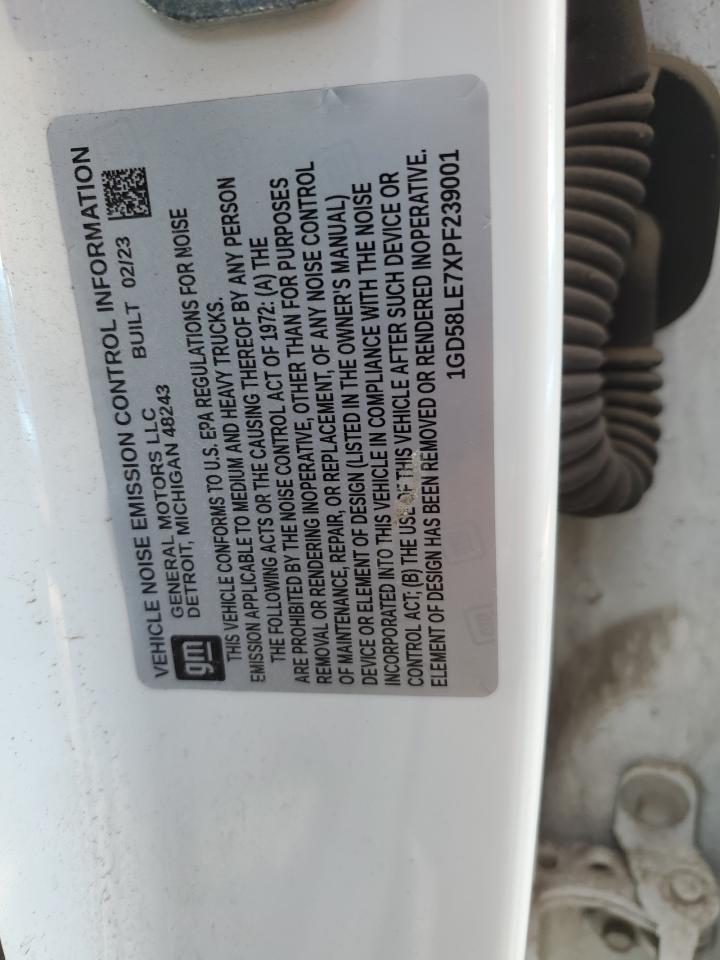 VEHICLE NOISE EMISSION CONTROL INFORMATION
gm
GENERAL MOTORS LLC BUILT 02/23
DETROIT, MICHIGAN 48243
THIS VEHICLE CONFORMS TO U.S. EPA REGULATIONS FOR NOISE
EMISSION APPLICABLE TO MEDIUM AND HEAVY TRUCKS.
THE FOLLOWING ACTS OR THE CAUSING THEREOF BY ANY PERSON
ARE PROHIBITED BY THE NOISE CONTROL ACT OF 1972: (A) THE
REMOVAL OR RENDERING INOPERATIVE, OTHER THAN FOR PURPOSES
OF MAINTENANCE, REPAIR, OR REPLACEMENT, OF ANY NOISE CONTROL
DEVICE OR ELEMENT OF DESIGN (LISTED IN THE OWNER'S MANUAL)
INCORPORATED INTO THIS VEHICLE IN COMPLIANCE WITH THE NOISE
CONTROL ACT; (B) THE USE OF THIS VEHICLE AFTER SUCH DEVICE OR
ELEMENT OF DESIGN HAS BEEN REMOVED OR RENDERED INOPERATIVE.
1GD58LE7XPF239001